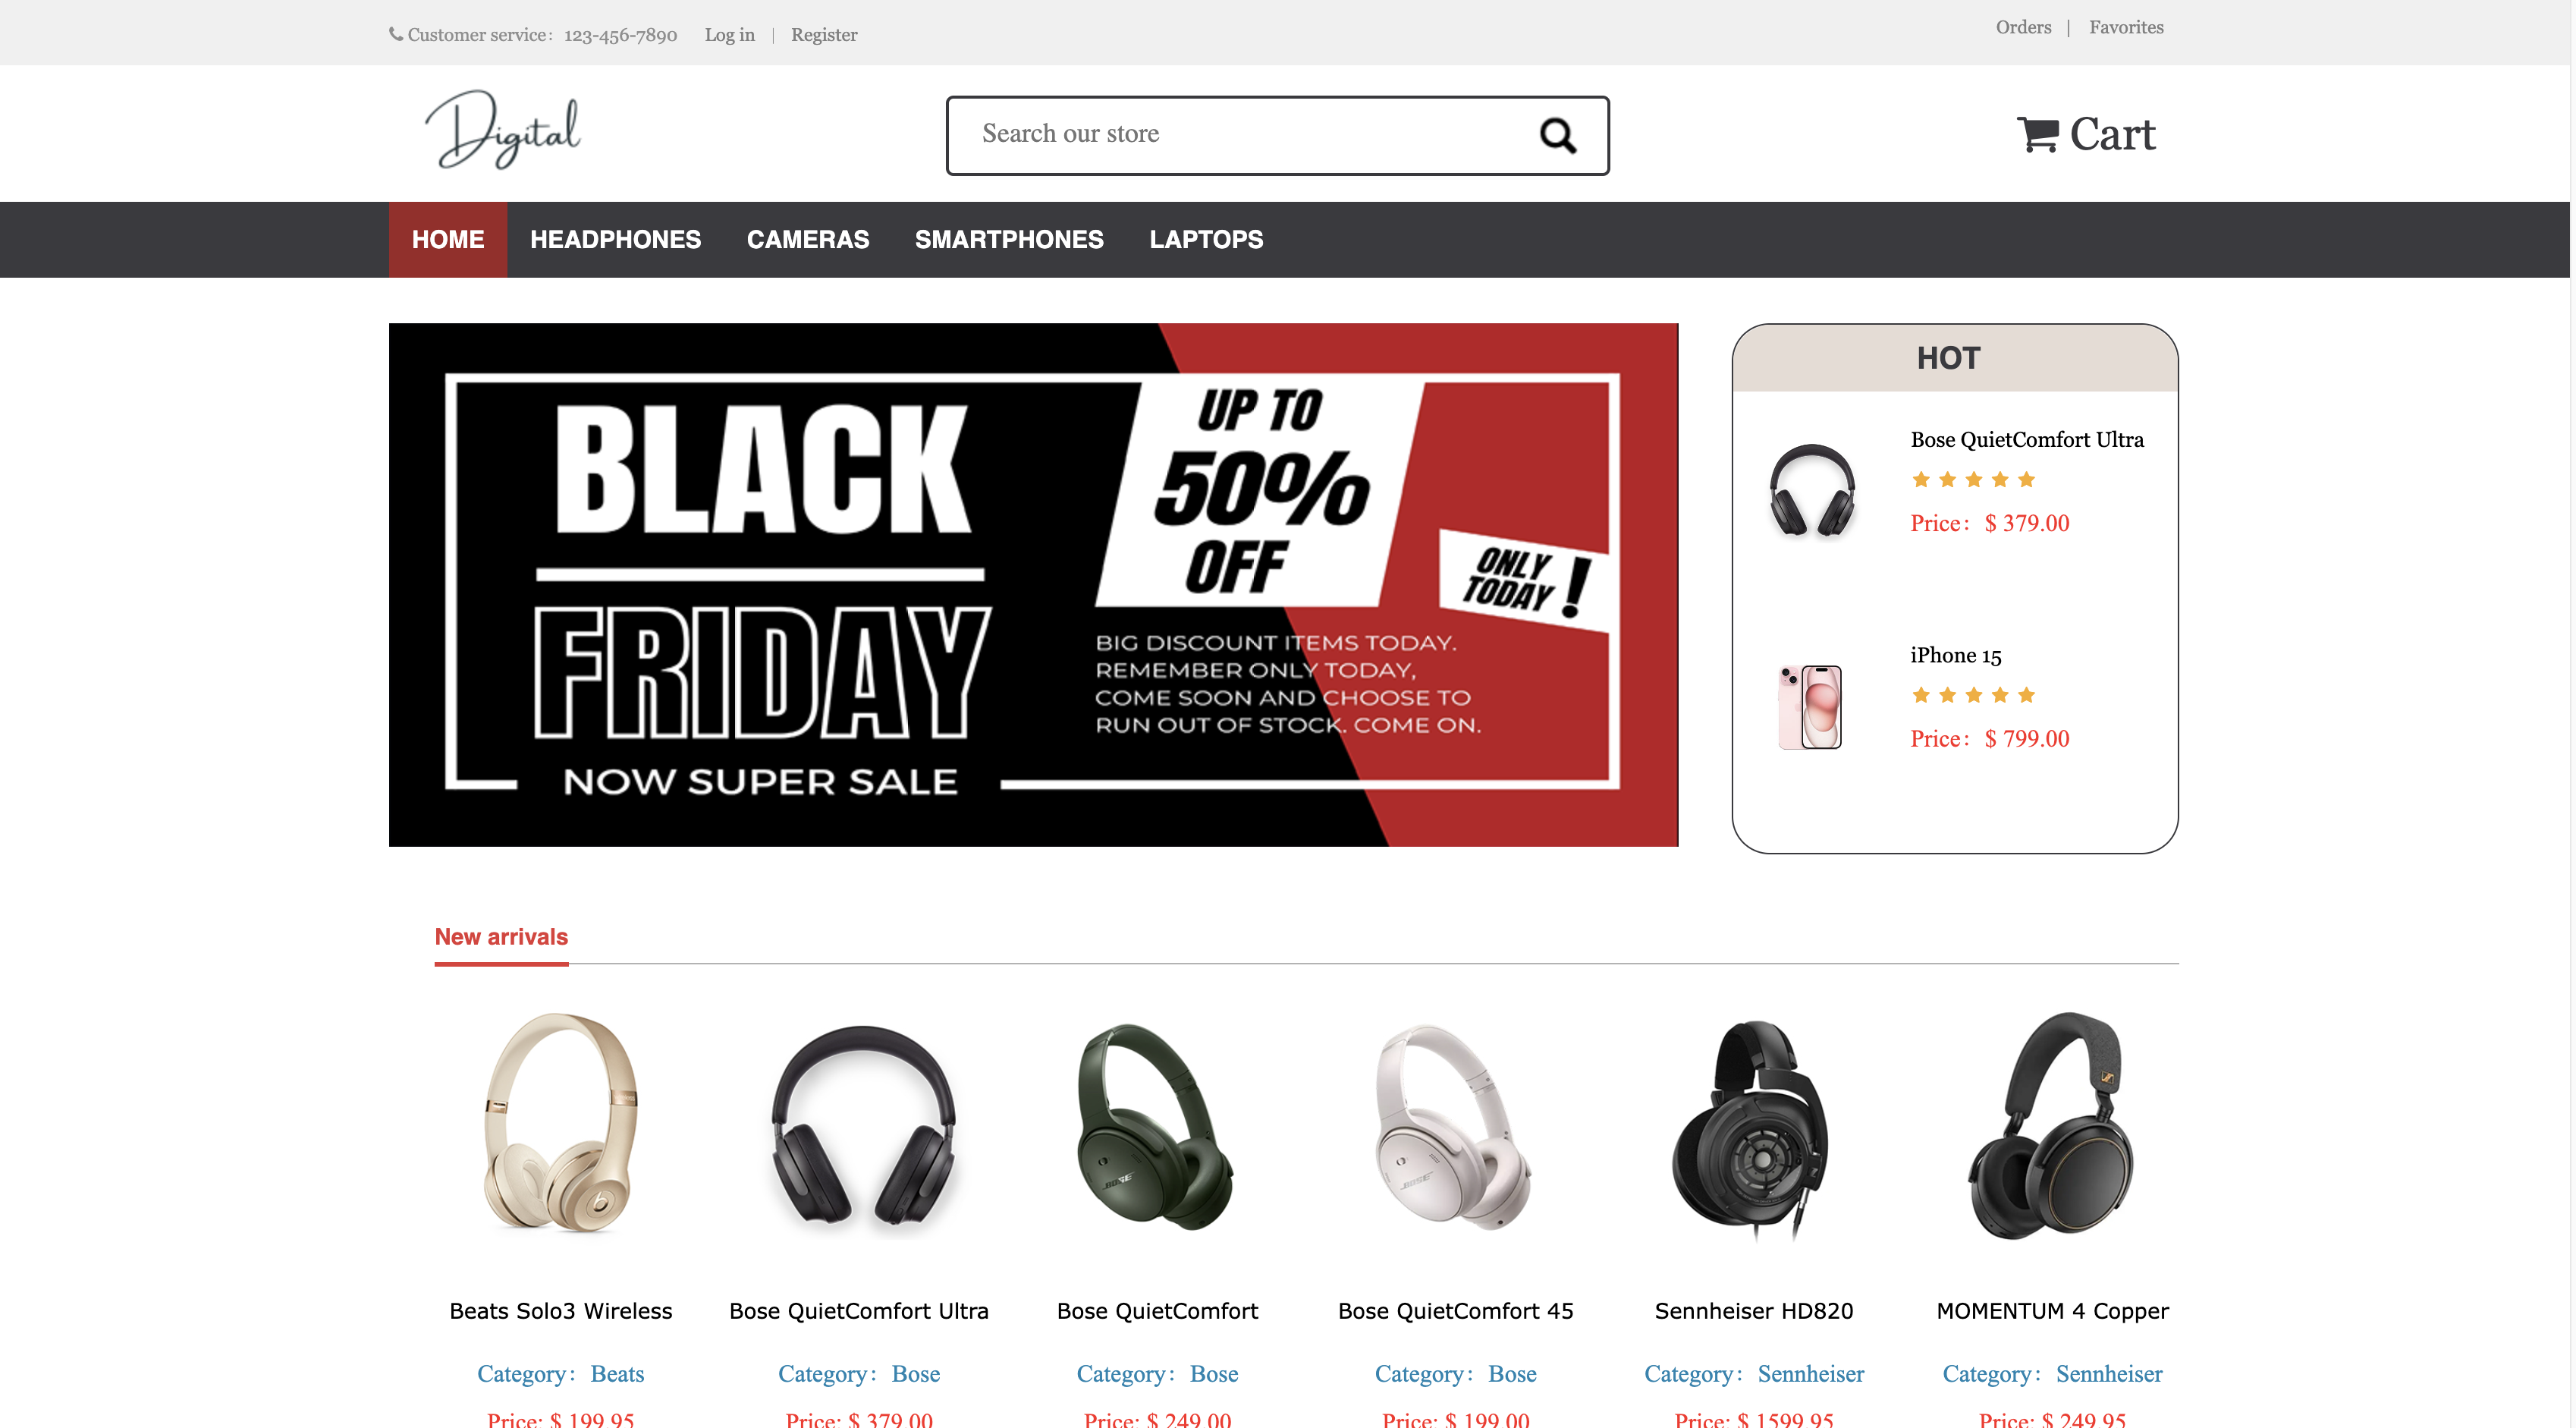 Customer service: 123-456-7890 Log in | Register
Orders | Favorites
Digital
Search our store
Cart
HOME HEADPHONES CAMERAS SMARTPHONES LAPTOPS
BLACK
FRIDAY
NOW SUPER SALE
UP TO
50%
OFF
ONLY
TODAY !
BIG DISCOUNT ITEMS TODAY.
REMEMBER ONLY TODAY,
COME SOON AND CHOOSE TO
RUN OUT OF STOCK. COME ON.
HOT
Bose QuietComfort Ultra
Price: $ 379.00
iPhone 15
Price: $ 799.00
New arrivals
BOSE
BOSE
Beats Solo3 Wireless
Category: Beats
Price: $ 199.95
Bose QuietComfort Ultra
Category: Bose
Price: $ 379.00
Bose QuietComfort
Category: Bose
Price: $ 249.00
Bose QuietComfort 45
Category: Bose
Price: $ 199.00
Sennheiser HD820
Category: Sennheiser
Price: $ 1599.95
MOMENTUM 4 Copper
Category: Sennheiser
Price: $ 249.95